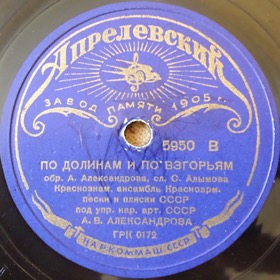 Апрелевский
ЗАВОД ПАМЯТИ 1905 г.
5950 В
ПО ДОЛИНАМ И ПО ВЗГОРЬЯМ
обр. А. Александрова, сл. С. Алымова
Краснознам. ансамбль Красноарм.
песни и пляски СССР
под упр. нар. арт. СССР
А. В. АЛЕКСАНДРОВА
ГРК 0172
НАРКОММАШ СССР